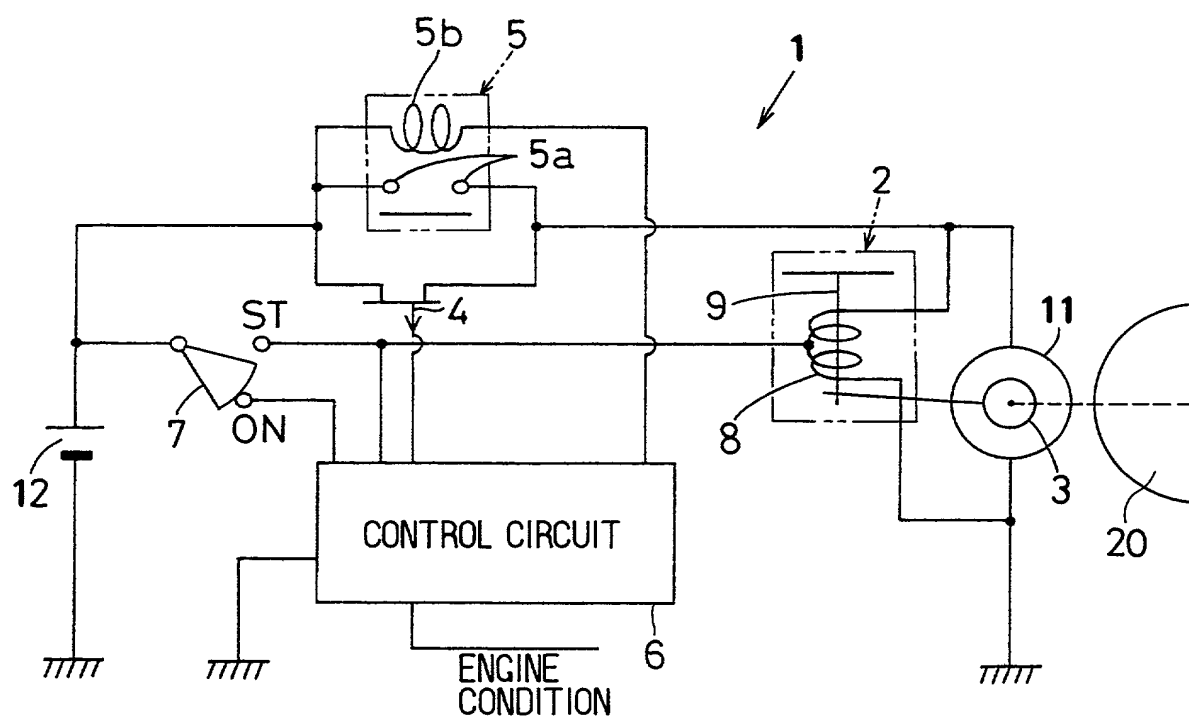 5b
5
1
5a
2
4
9
ST
11
7
ON
8
12
3
CONTROL CIRCUIT
20
6
ENGINE
CONDITION